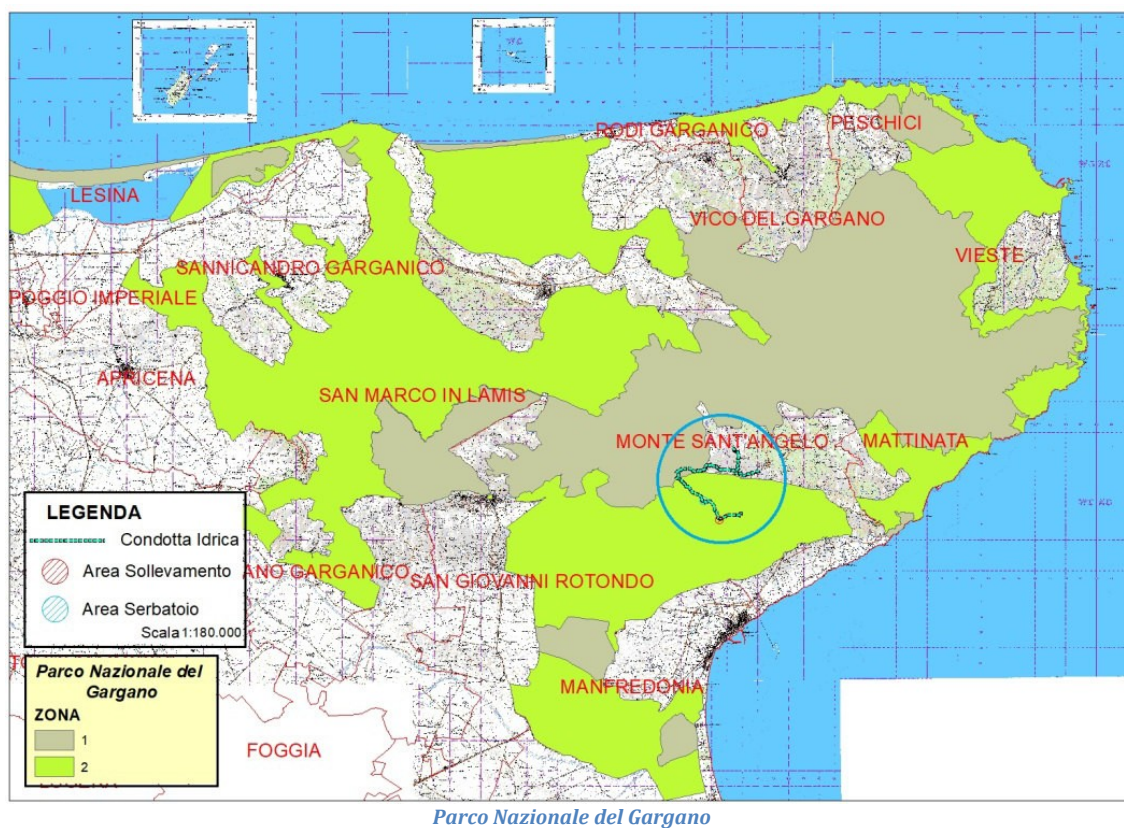 RODI GARGANICO
PESCHICI
LESINA
VICO DEL GARGANO
VIESTE
SANNICANDRO GARGANICO
POGGIO IMPERIALE
APRICENA
SAN MARCO IN LAMIS
MONTE SANT'ANGELO
MATTINATA
LEGENDA
Condotta Idrica
Area Sollevamento
Area Serbatoio
Scala 1:180.000
ANO GARGANICO
SAN GIOVANNI ROTONDO
Parco Nazionale del
Gargano
ZONA
1
2
MANFREDONIA
FOGGIA
Parco Nazionale del Gargano